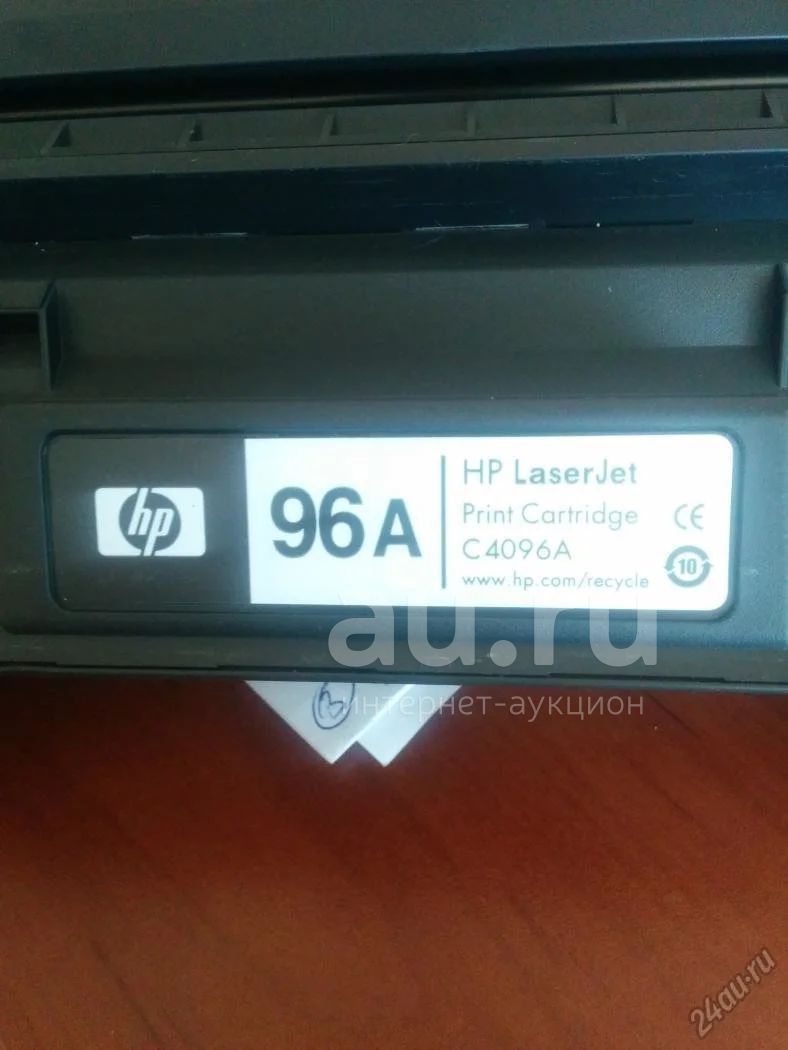 hp
96A
HP LaserJet
Print Cartridge
C4096A
www.hp.com/recycle
CE
10
au.ru
интернет-аукцион
24au.ru